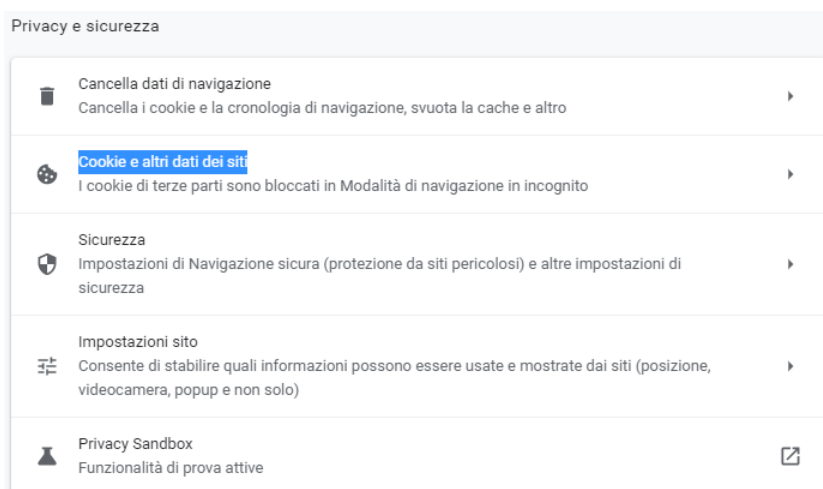 Privacy e sicurezza
Cancella dati di navigazione
Cancella i cookie e la cronologia di navigazione, svuota la cache e altro
Cookie e altri dati dei siti
I cookie di terze parti sono bloccati in Modalità di navigazione in incognito
Sicurezza
Impostazioni di Navigazione sicura (protezione da siti pericolosi) e altre impostazioni di
sicurezza
Impostazioni sito
Consente di stabilire quali informazioni possono essere usate e mostrate dai siti (posizione,
videocamera, popup e non solo)
Privacy Sandbox
Funzionalità di prova attive